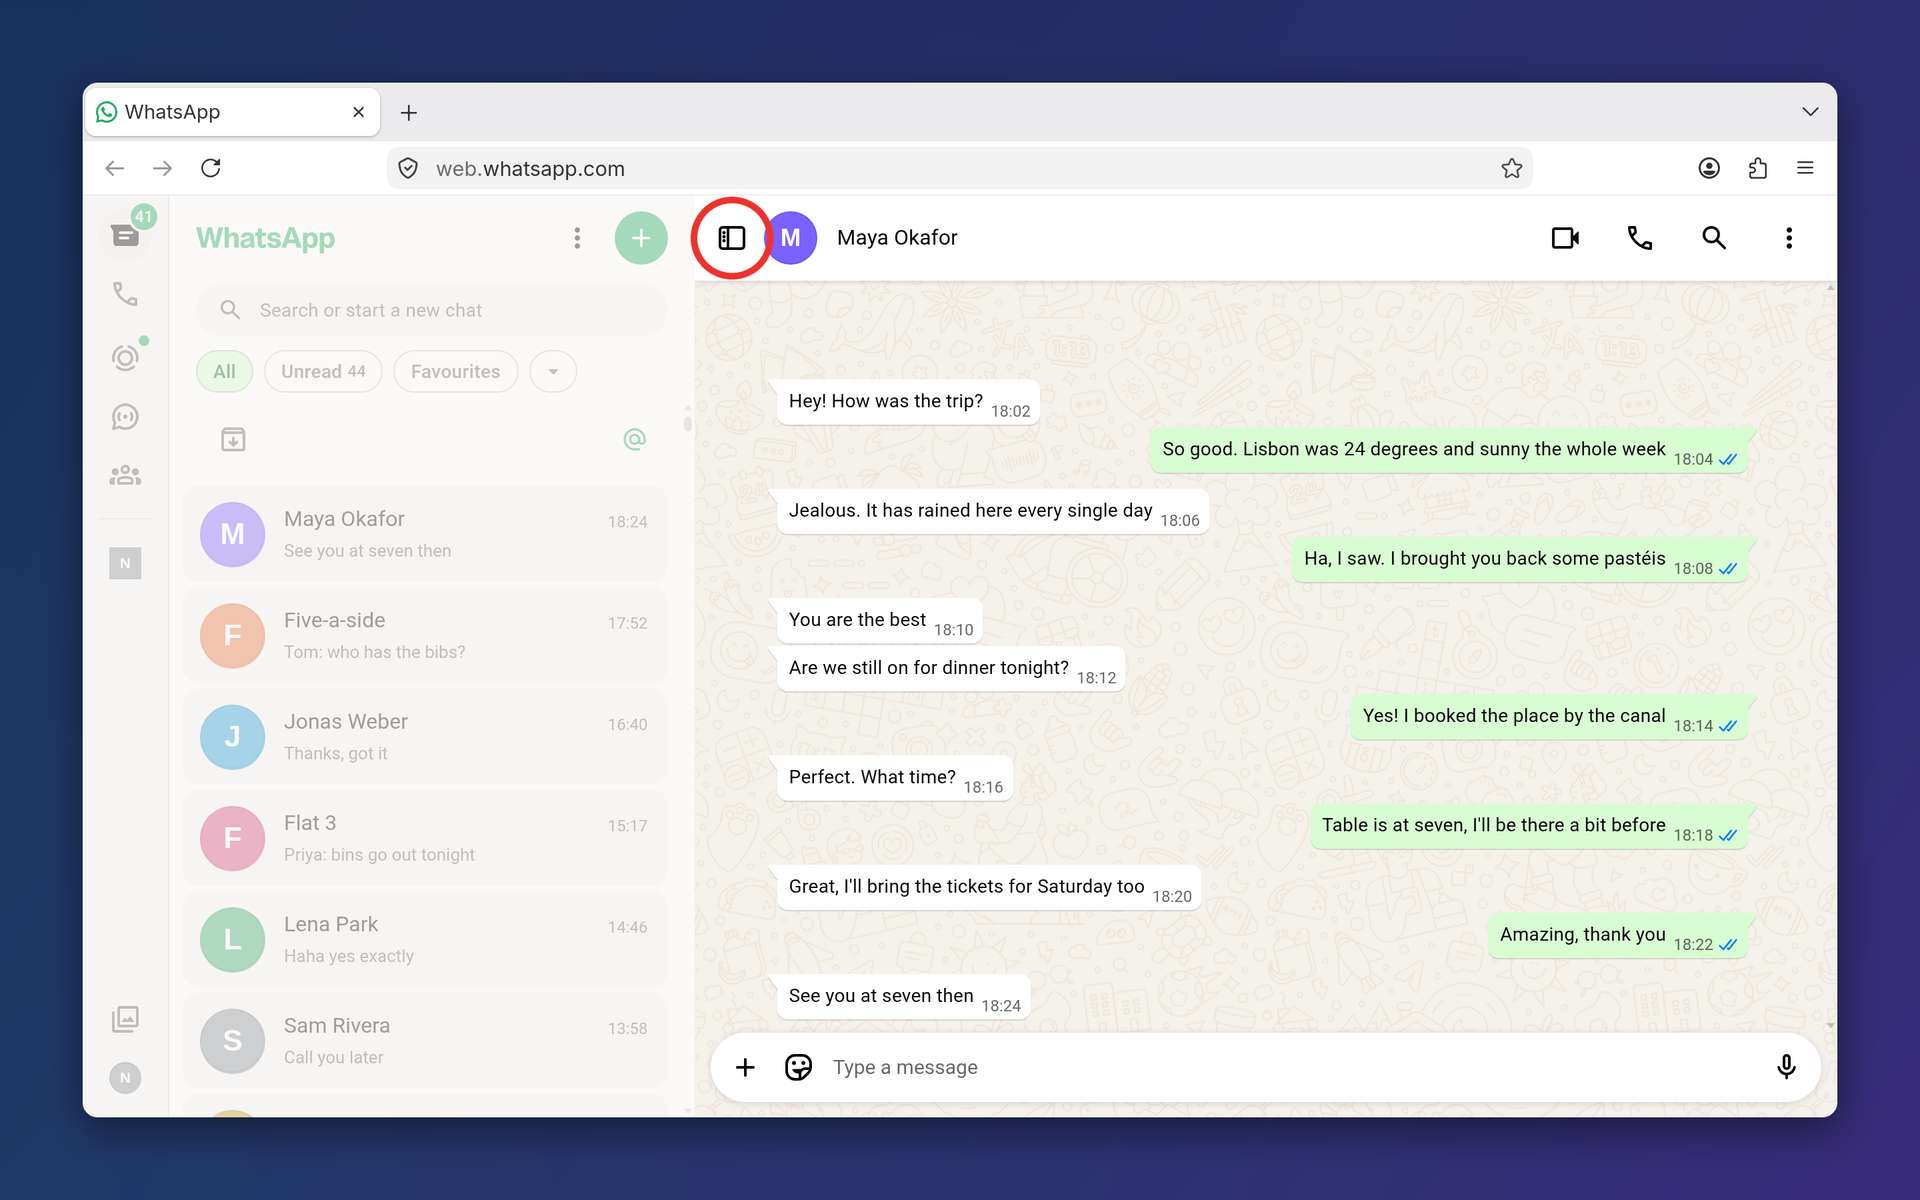 WhatsApp
web.whatsapp.com
41
WhatsApp
Search or start a new chat
All
Unread 44
Favourites
N
Maya Okafor
18:24
See you at seven then
M
Five-a-side
17:52
Tom: who has the bibs?
F
Jonas Weber
16:40
Thanks, got it
J
Flat 3
15:17
Priya: bins go out tonight
F
Lena Park
14:46
Haha yes exactly
L
Sam Rivera
13:58
Call you later
S
N
M
Maya Okafor
Hey! How was the trip? 18:02
So good. Lisbon was 24 degrees and sunny the whole week 18:04
Jealous. It has rained here every single day 18:06
Ha, I saw. I brought you back some pastéis 18:08
You are the best 18:10
Are we still on for dinner tonight? 18:12
Yes! I booked the place by the canal 18:14
Perfect. What time? 18:16
Table is at seven, I'll be there a bit before 18:18
Great, I'll bring the tickets for Saturday too 18:20
Amazing, thank you 18:22
See you at seven then 18:24
Type a message